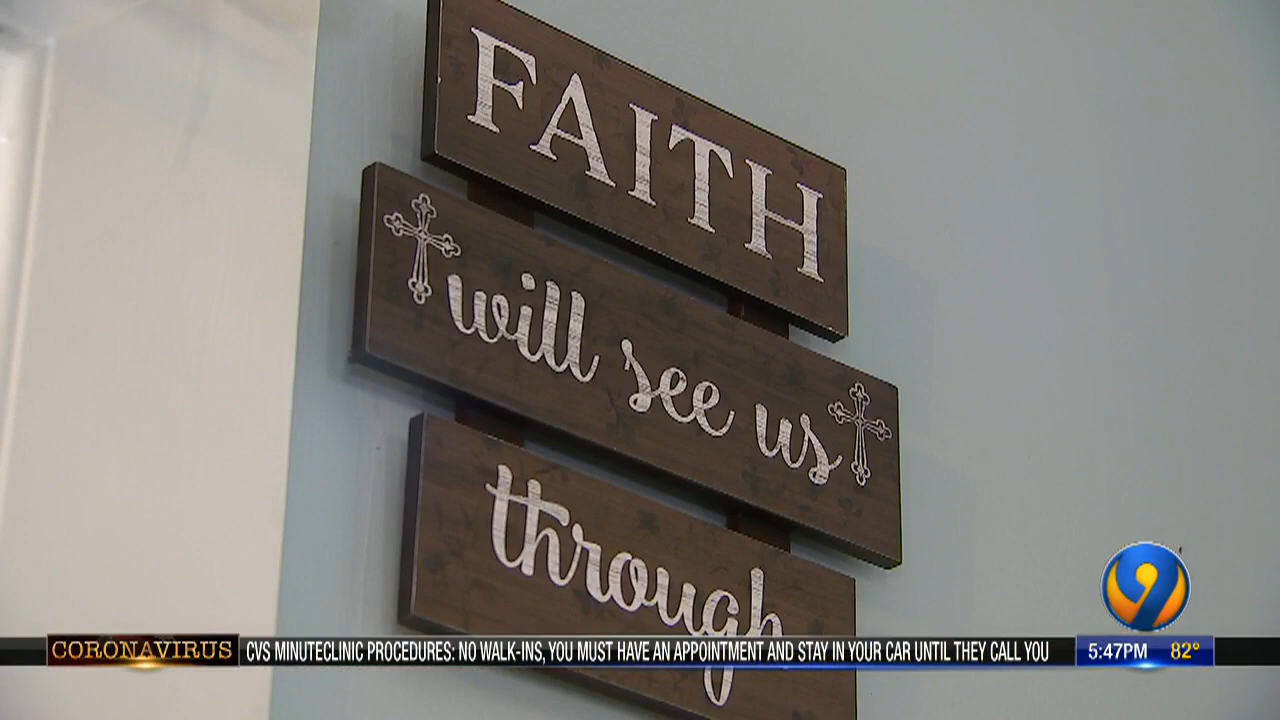 FAITH
will see us
through
9
CORONAVIRUS
CVS MINUTECLINIC PROCEDURES: NO WALK-INS, YOU MUST HAVE AN APPOINTMENT AND STAY IN YOUR CAR UNTIL THEY CALL YOU
5:47PM 82°